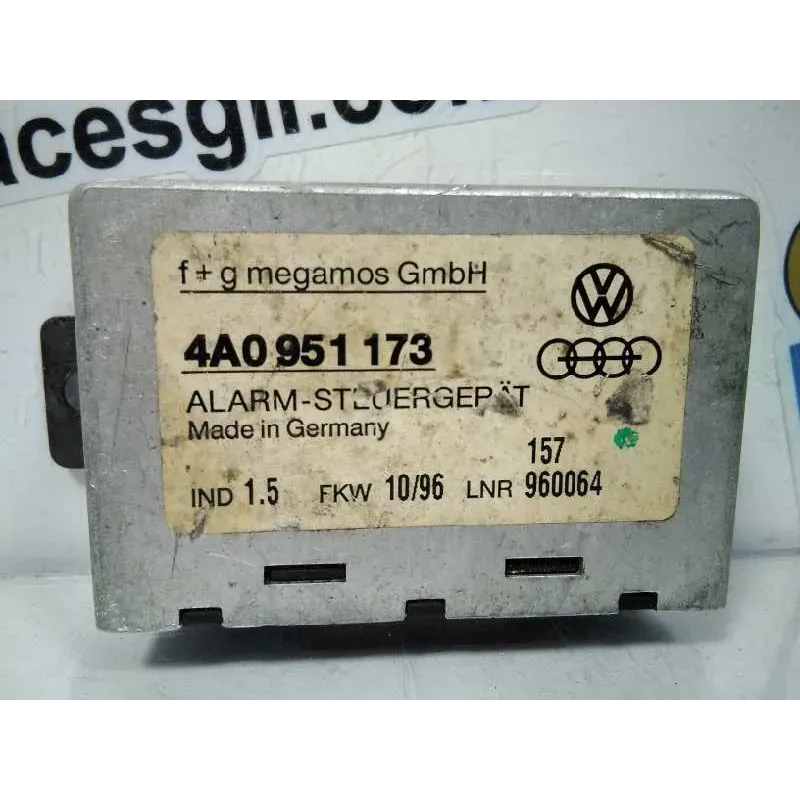 acesgil.com
f + g megamos GmbH
4A0 951 173
ALARM-STEUERGERÄT
Made in Germany
157
IND 1.5 FKW 10/96 LNR 960064